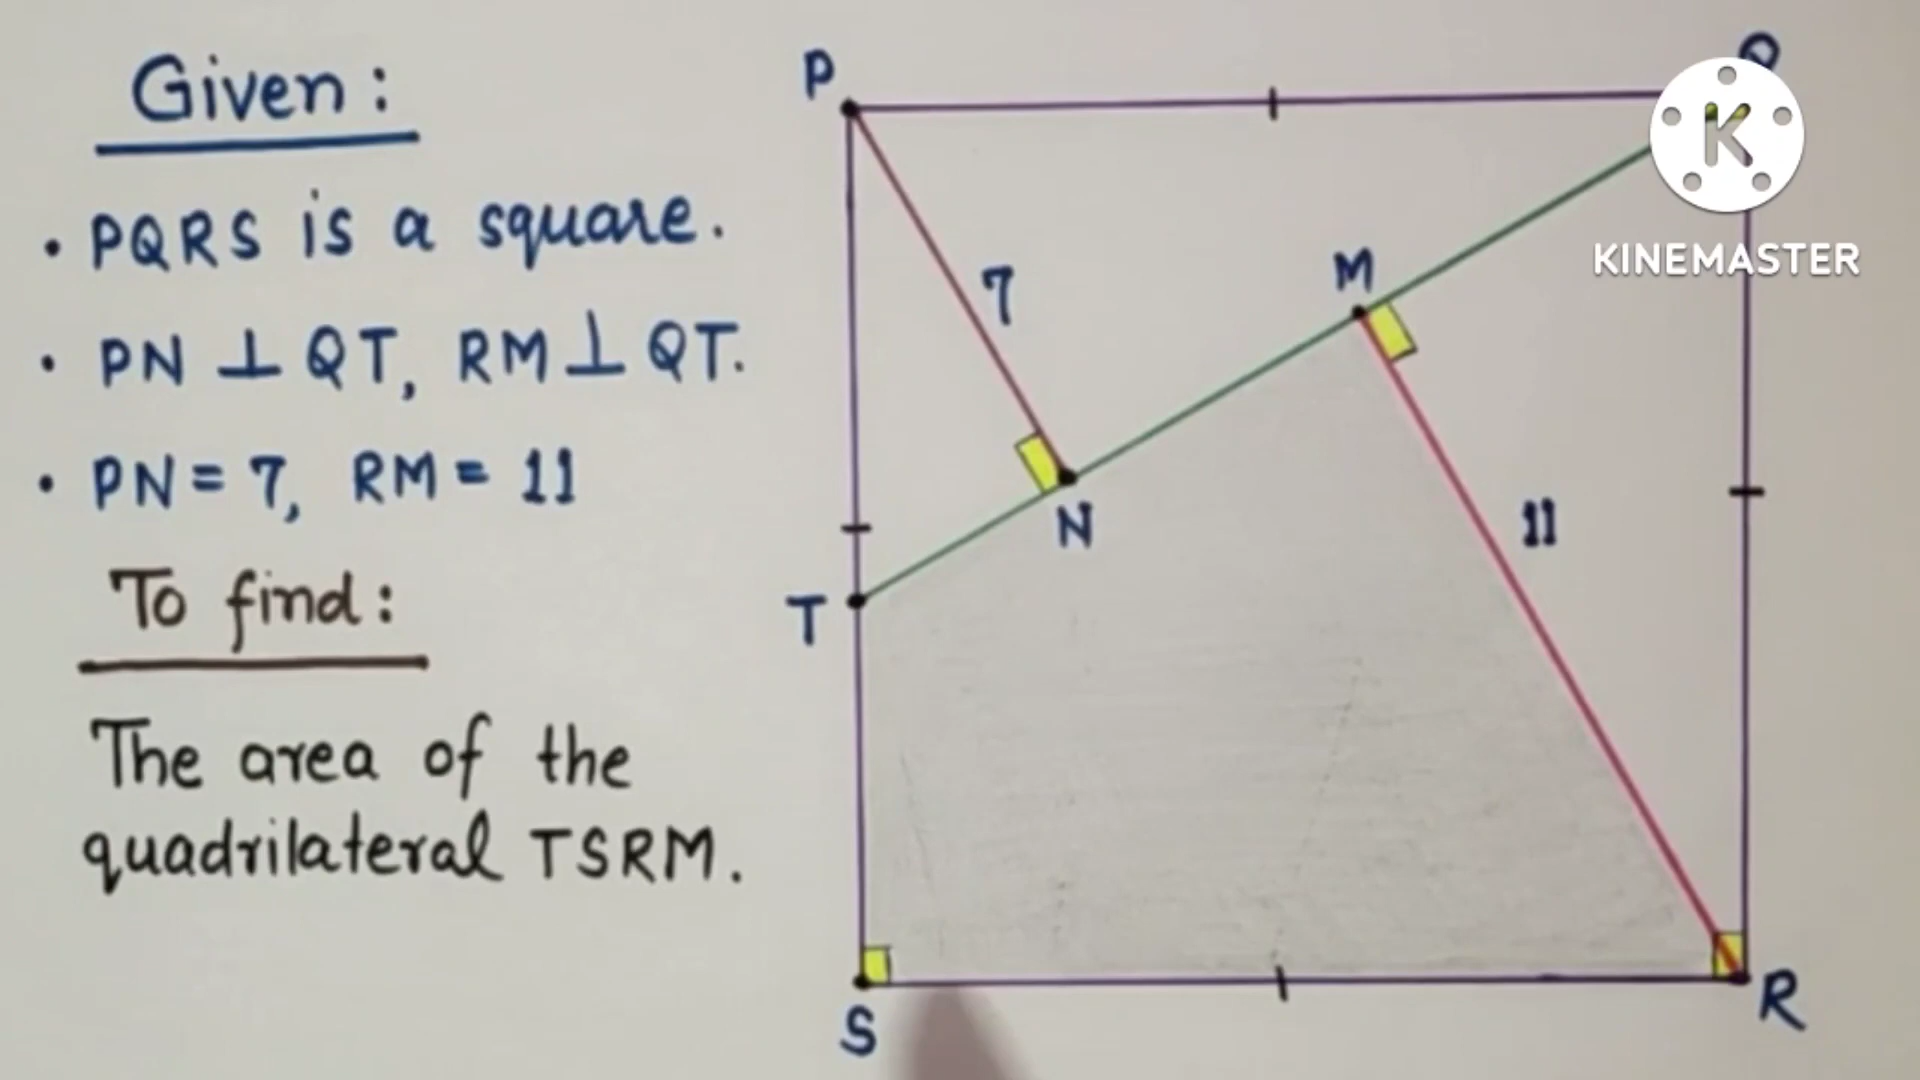 Given:
• PQRS is a square.
• PN ⊥ QT, RM ⊥ QT.
• PN = 7, RM = 11
To find:
The area of the
quadrilateral TSRM.
P
K
KINEMASTER
M
7
N
11
T
S
R